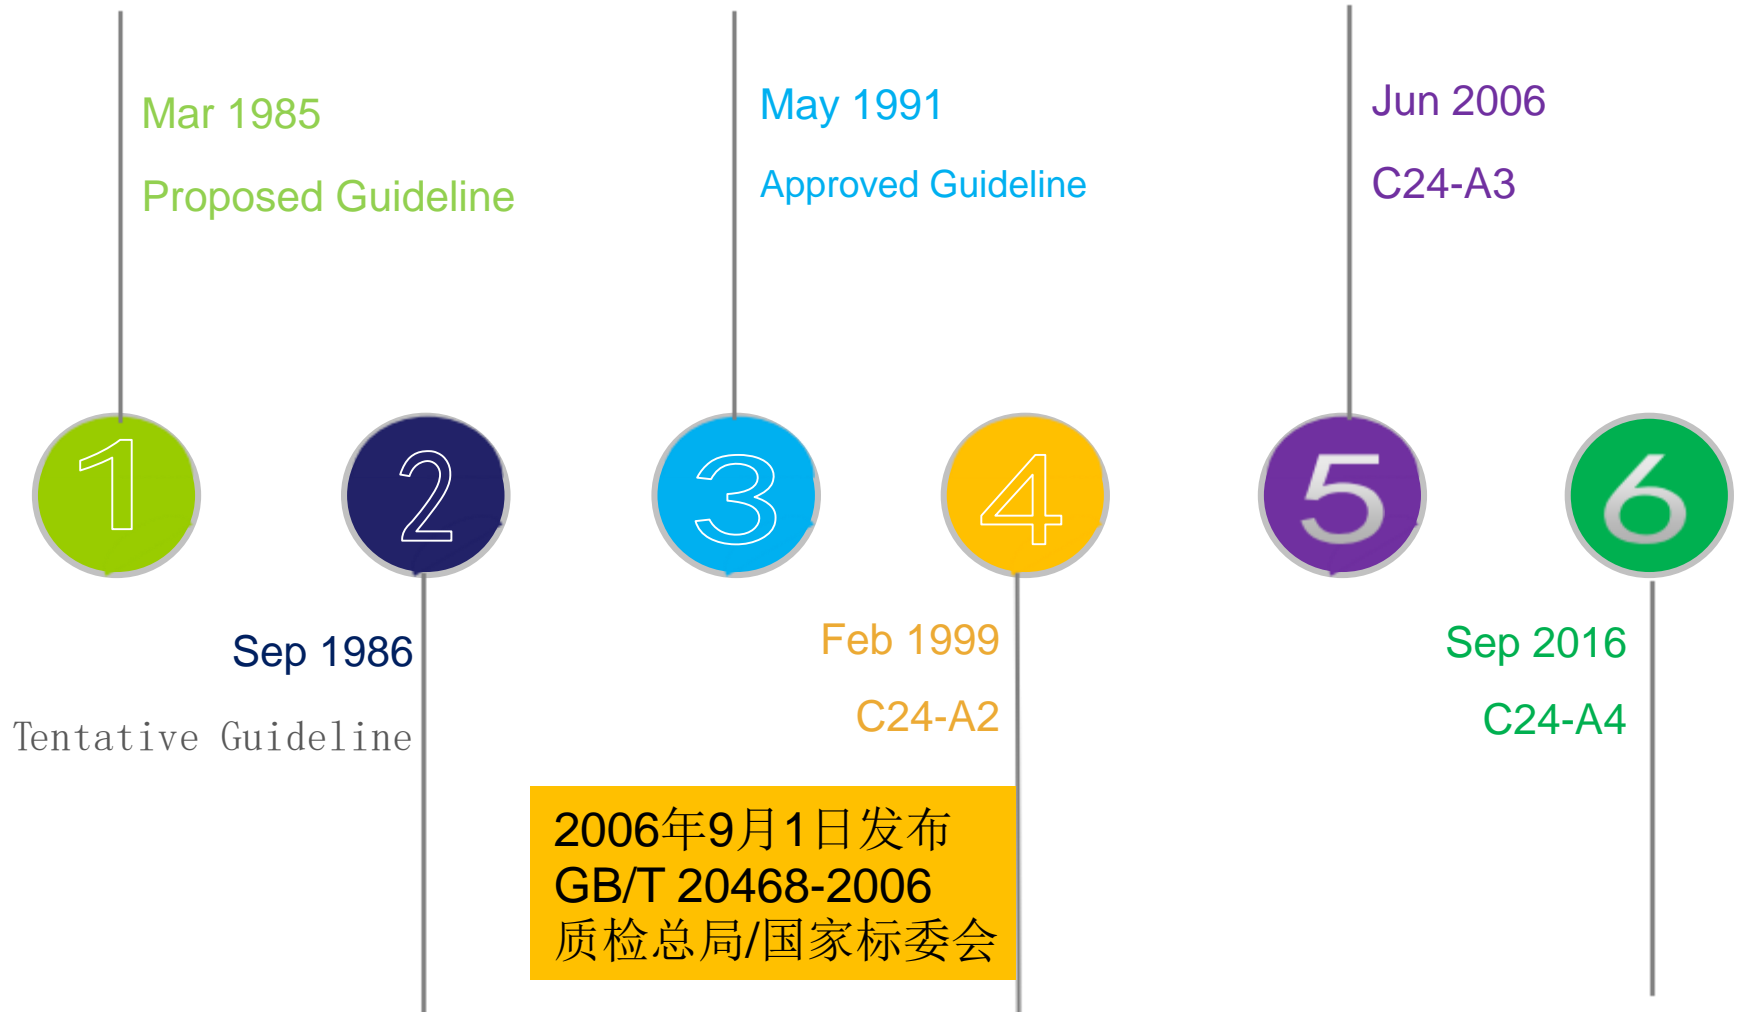 Mar 1985
Proposed Guideline
May 1991
Approved Guideline
Jun 2006
C24-A3
1
2
3
4
5
6
Sep 1986
Tentative Guideline
Feb 1999
C24-A2
2006年9月1日发布
GB/T 20468-2006
质检总局/国家标委会
Sep 2016
C24-A4